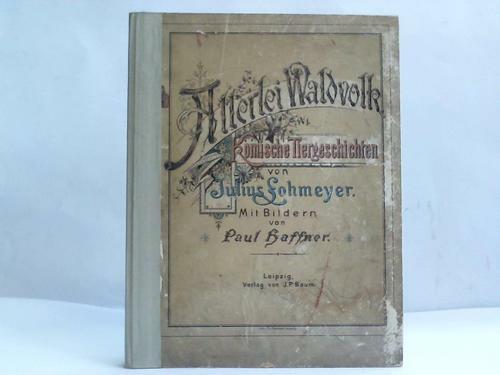 Allerlei Waldvolk.
Komische Tiergeschichten
von
Julius Lohmeyer.
Mit Bildern
von
Paul Haffner.
Leipzig,
Verlag von J.P. Baum.